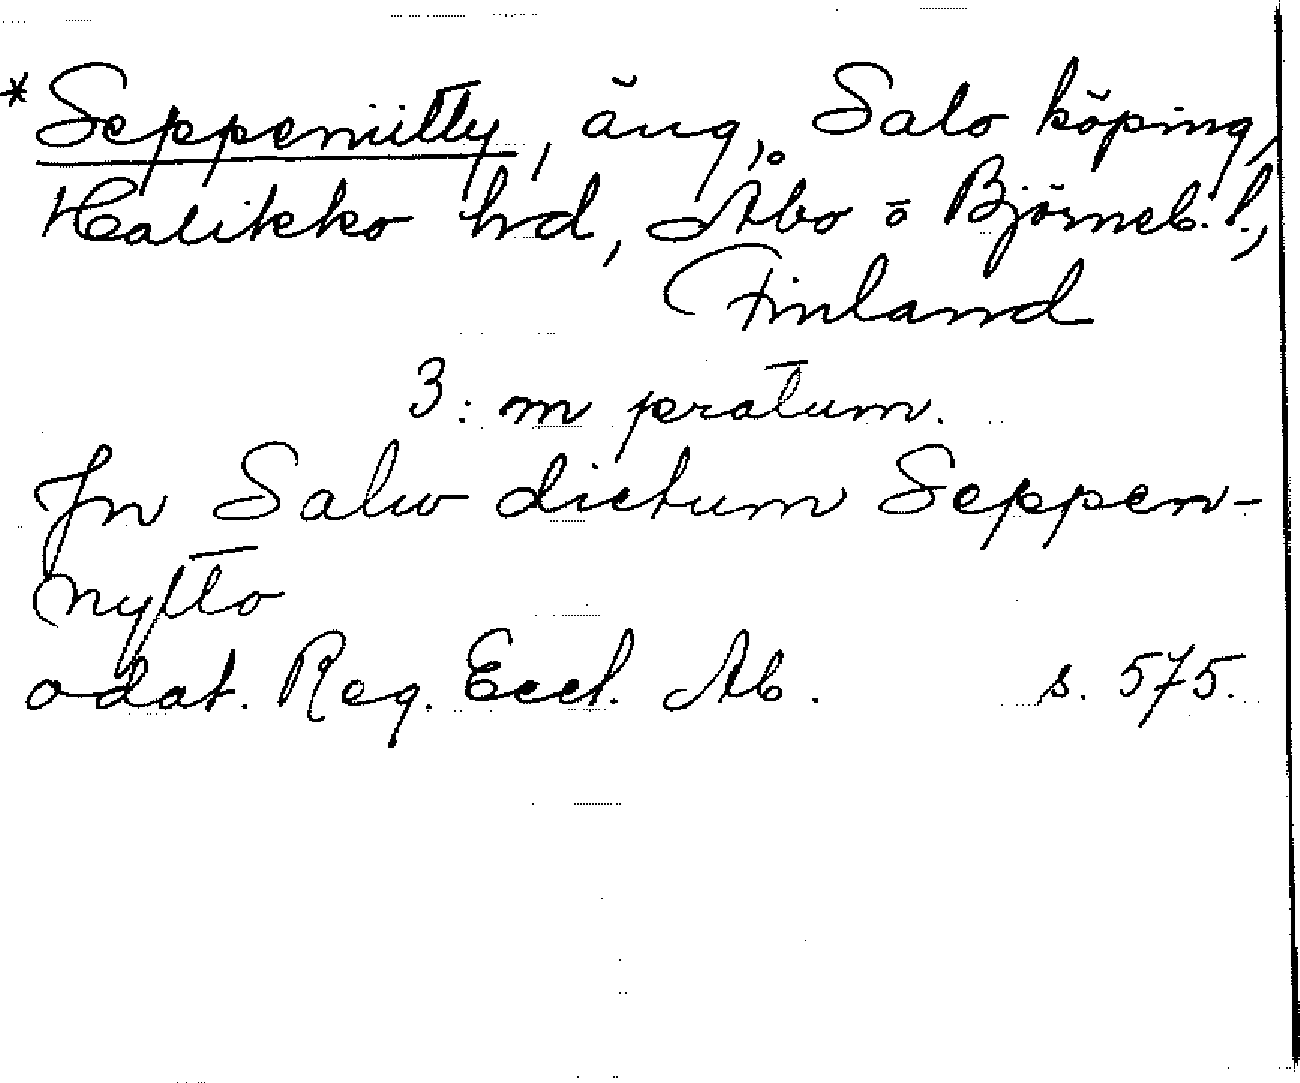 * Seppeniitty, äng, Salo köping,
Halikko hrd, Åbo o Björneb. l.,
Finland
3: m pratum.
In Salw dictum Seppen-
nytto
odat. Reg. Eccl. Ab. s. 575.